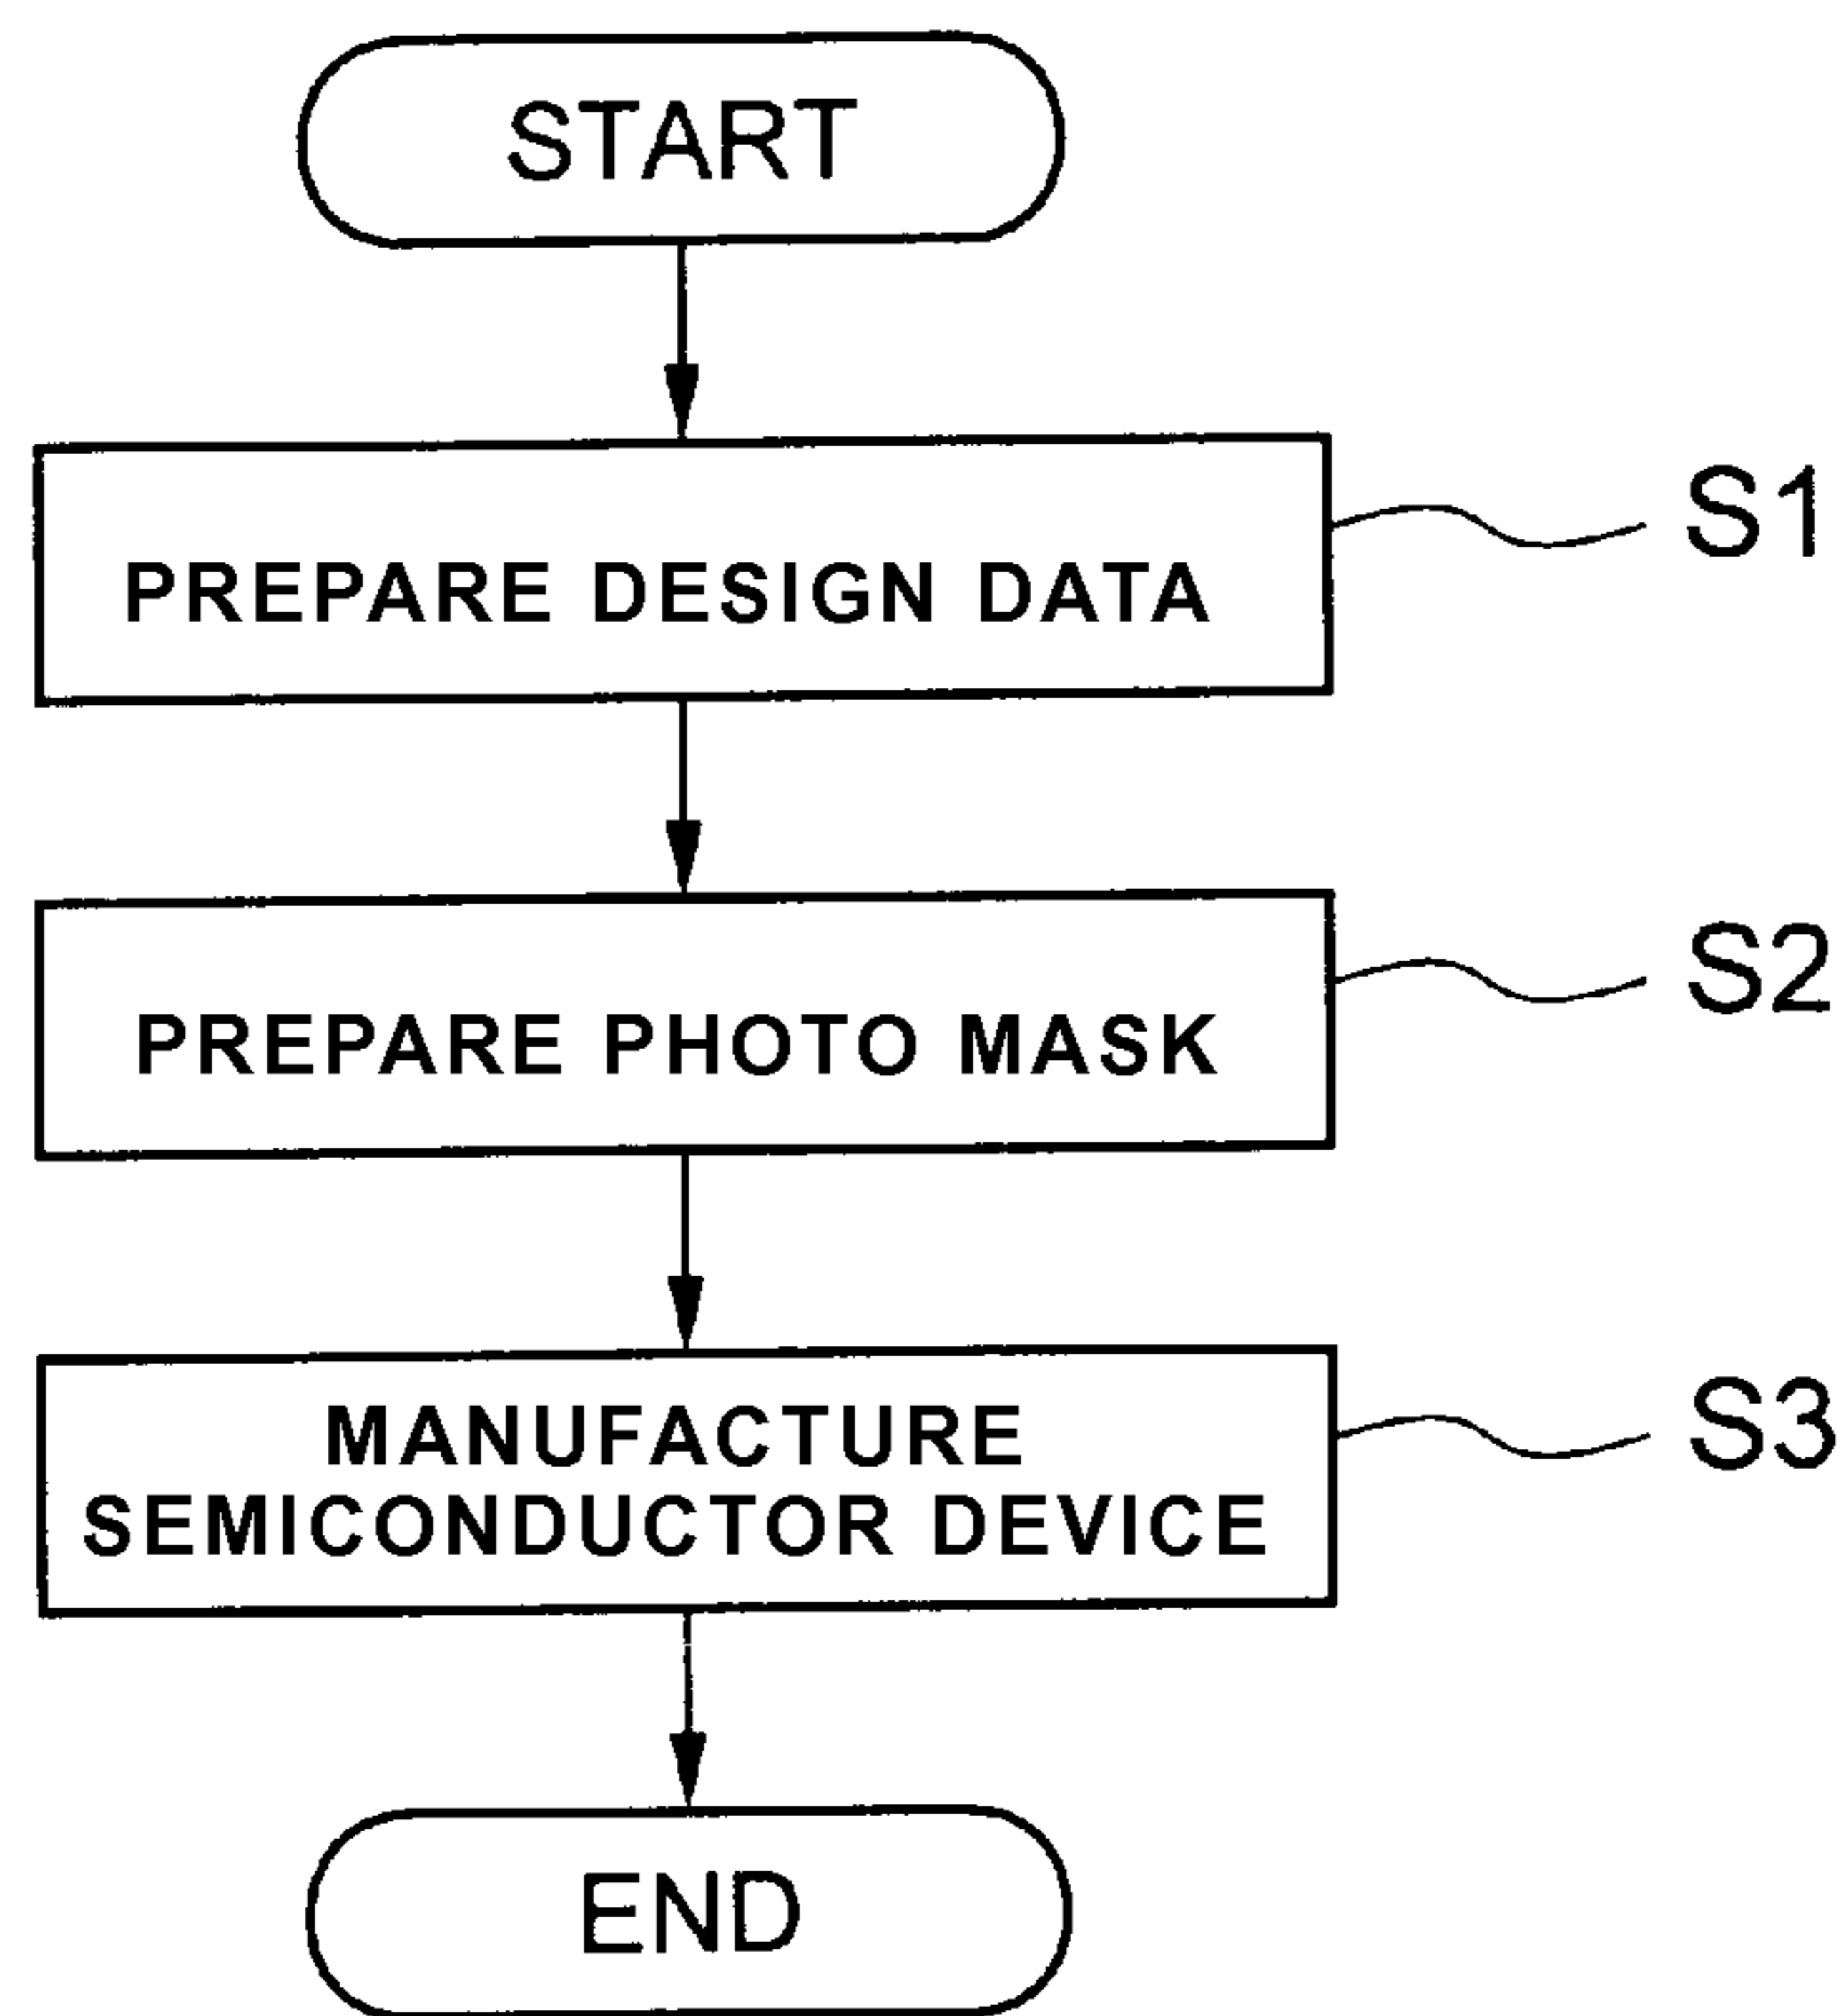 START
PREPARE DESIGN DATA
S1
PREPARE PHOTO MASK
S2
MANUFACTURE
SEMICONDUCTOR DEVICE
S3
END